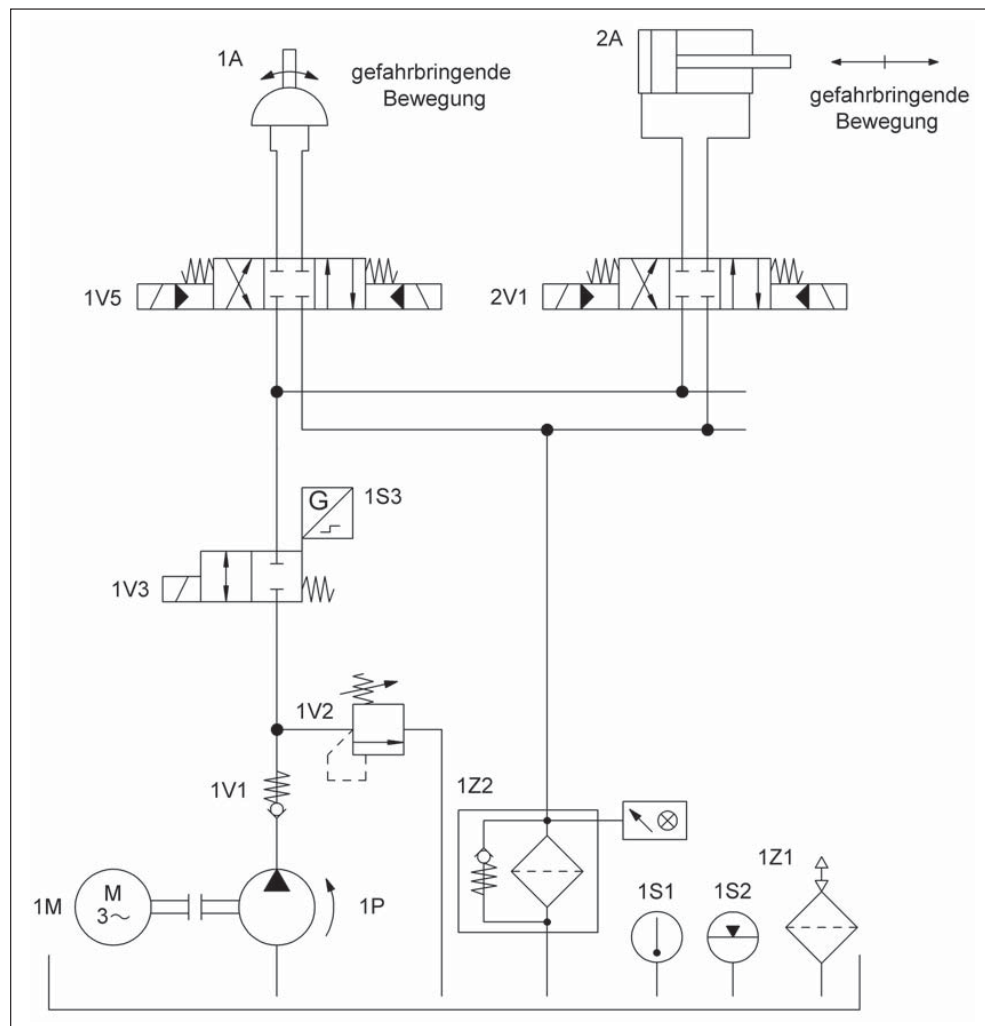 1A
gefahrbringende
Bewegung
2A
gefahrbringende
Bewegung
1V5
2V1
G
1S3
1V3
1V2
1V1
1Z2
1Z1
1S1
1S2
1M
M
3~
1P